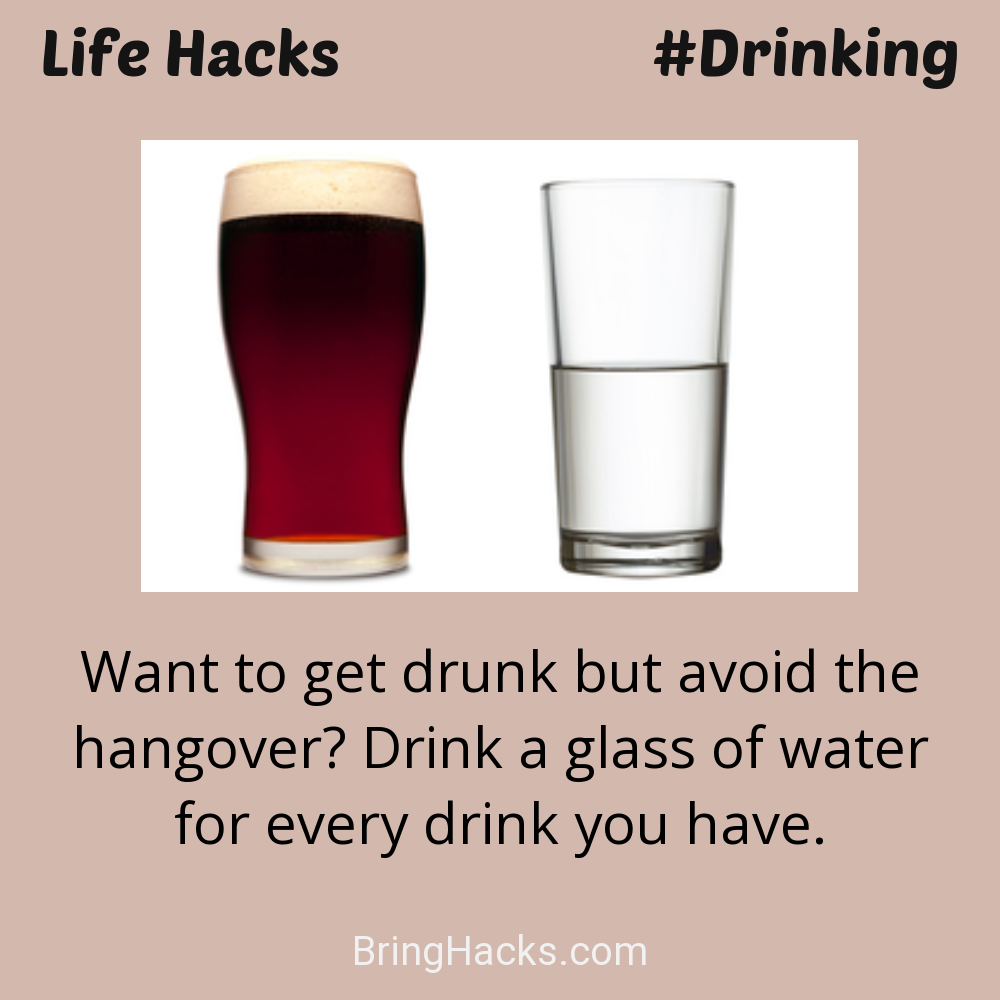 Life Hacks
#Drinking
Want to get drunk but avoid the
hangover? Drink a glass of water
for every drink you have.
BringHacks.com